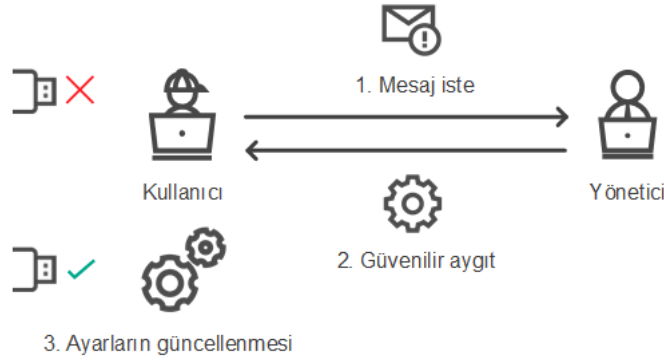 1. Mesaj iste
Kullanıcı
Yönetici
2. Güvenilir aygıt
3. Ayarların güncellenmesi